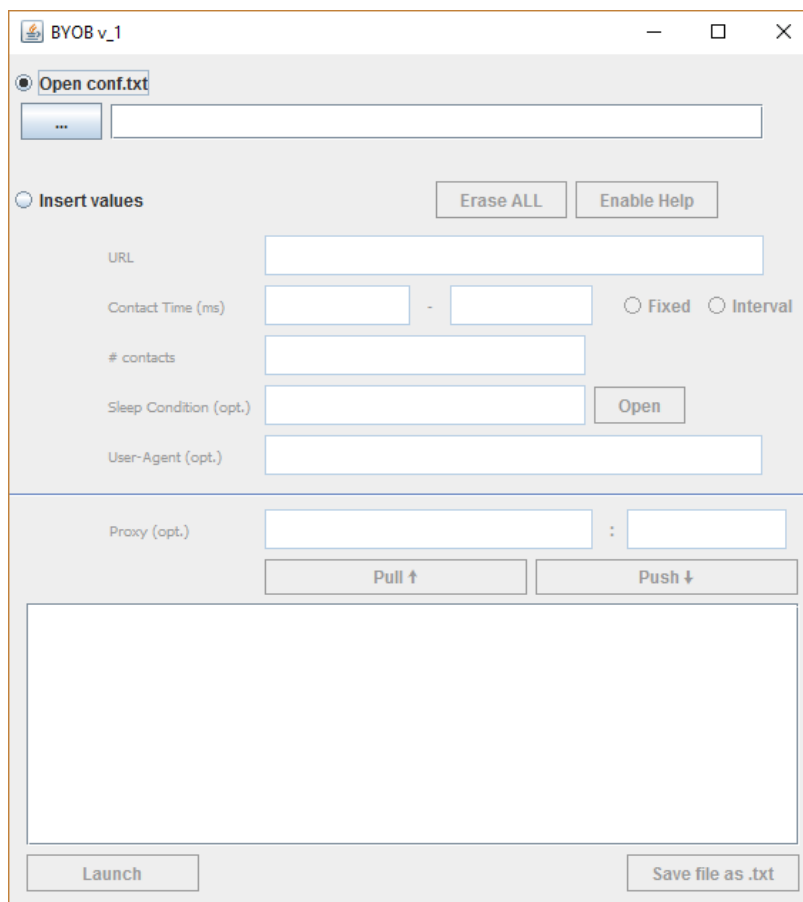 BYOB v_1
Open conf.txt
...
Insert values
Erase ALL
Enable Help
URL
Contact Time (ms)
-
Fixed
Interval
# contacts
Sleep Condition (opt.)
Open
User-Agent (opt.)
Proxy (opt.)
:
Pull ↑
Push ↓
Launch
Save file as .txt